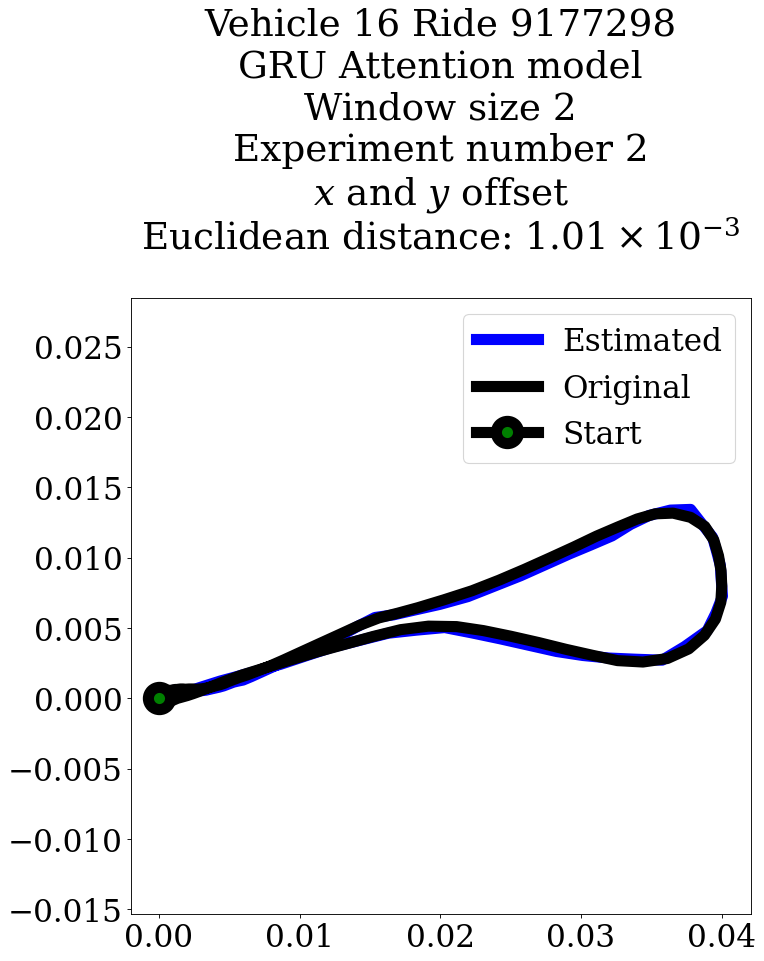 Vehicle 16 Ride 9177298
GRU Attention model
Window size 2
Experiment number 2
x and y offset
Euclidean distance: 1.01 × 10⁻³
Estimated
Original
Start
0.025
0.020
0.015
0.010
0.005
0.000
−0.005
−0.010
−0.015
0.00 0.01 0.02 0.03 0.04